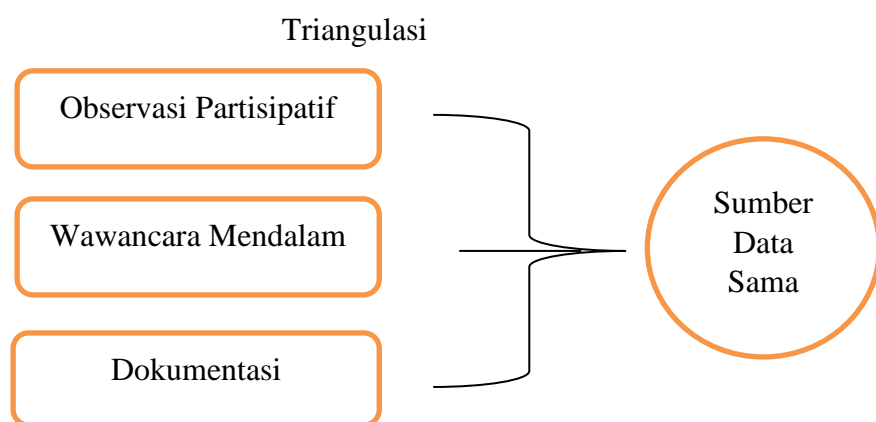 Triangulasi
Observasi Partisipatif
Wawancara Mendalam
Dokumentasi
Sumber
Data
Sama